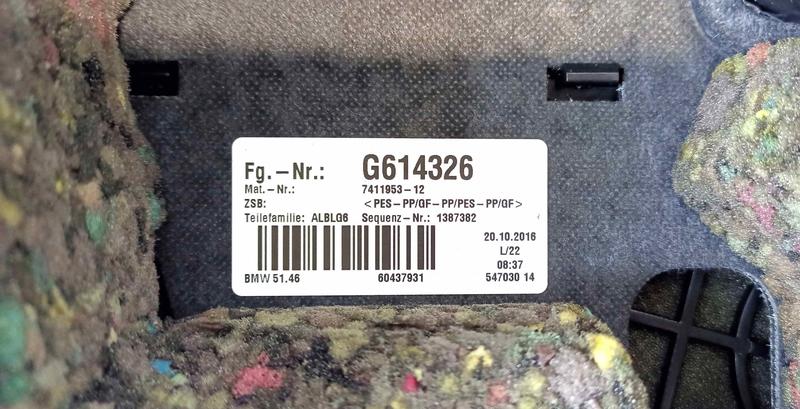 Fg.-Nr.: G614326
Mat.-Nr.: 7411953-12
ZSB: <PES-PP/GF-PP/PES-PP/GF>
Teilefamilie: ALBLG6 Sequenz-Nr.: 1387382
20.10.2016
L/22
08:37
BMW 51.46 60437931 547030 14